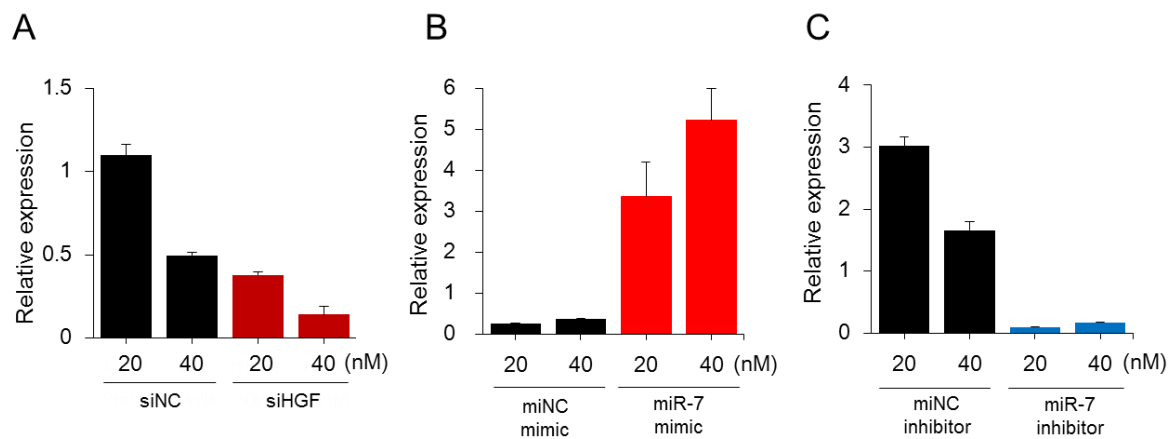 A
Relative expression
1.5
1
0.5
0
20 40 20 40 (nM)
siNC siHGF
B
Relative expression
6
5
4
3
2
1
0
20 40 20 40 (nM)
miNC miR-7
mimic mimic
C
Relative expression
4
3
2
1
0
20 40 20 40 (nM)
miNC miR-7
inhibitor inhibitor